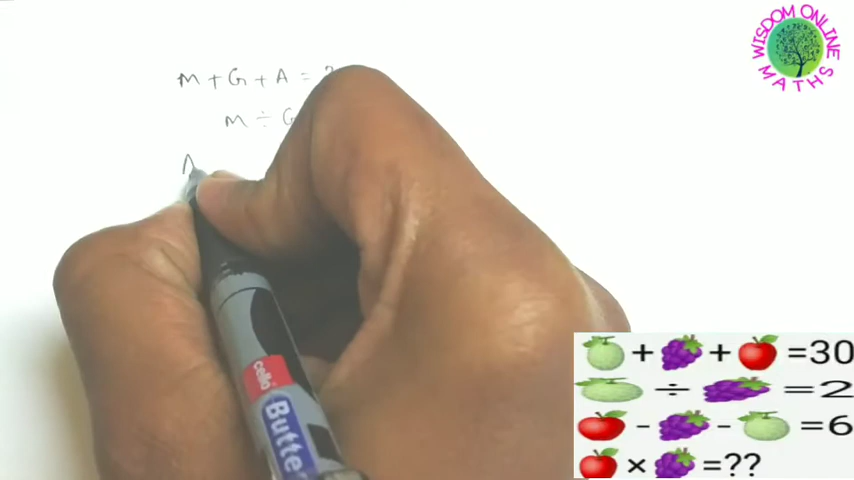 WISDOM ONLINE
MATHS
M + G + A =
M ÷ G
cello
Butte
+ + =30
÷ =2
- - =6
× =??